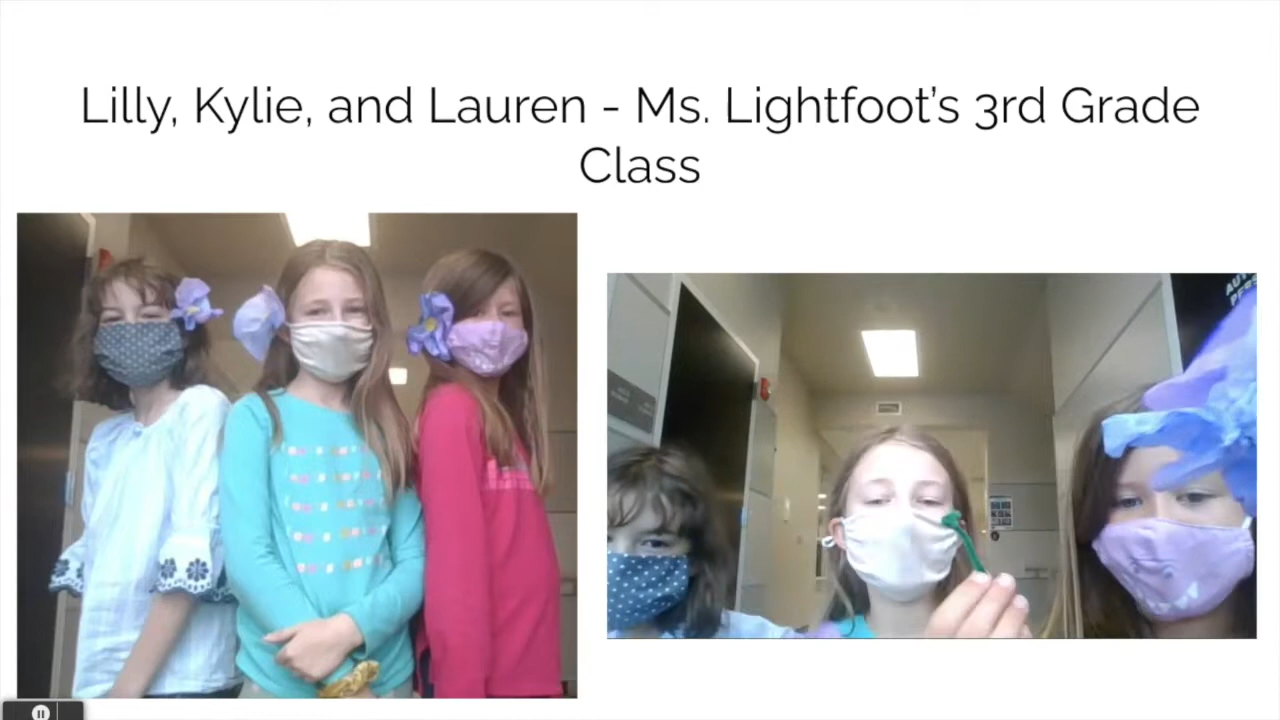 Lilly, Kylie, and Lauren - Ms. Lightfoot’s 3rd Grade
Class